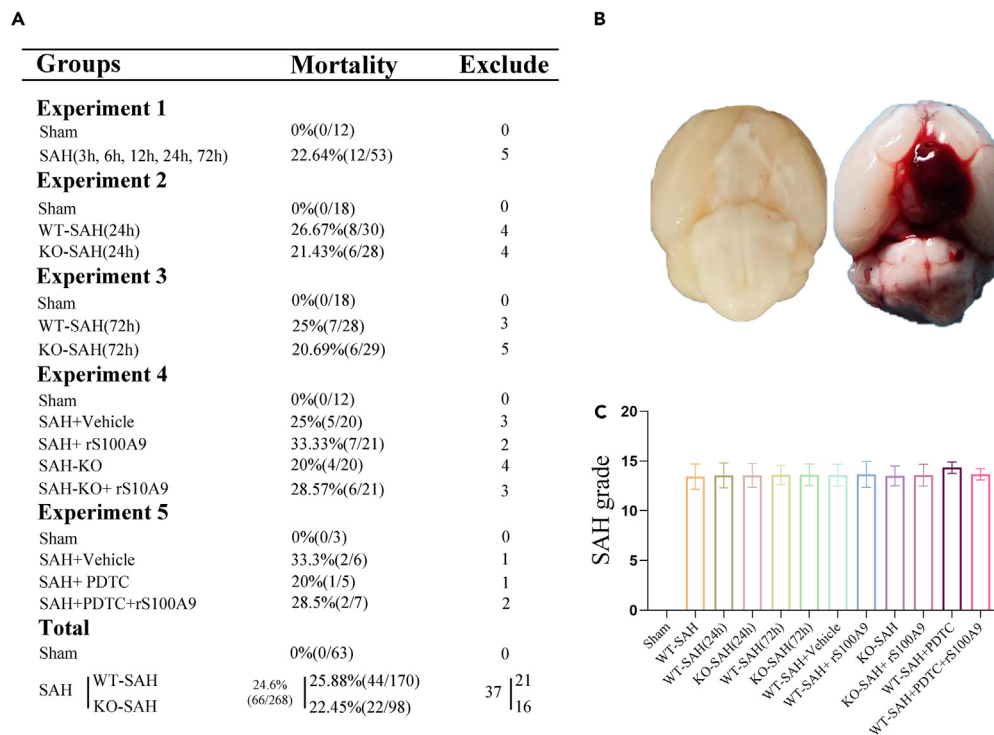 A
Groups Mortality Exclude
Experiment 1
Sham 0%(0/12) 0
SAH(3h, 6h, 12h, 24h, 72h) 22.64%(12/53) 5
Experiment 2
Sham 0%(0/18) 0
WT-SAH(24h) 26.67%(8/30) 4
KO-SAH(24h) 21.43%(6/28) 4
Experiment 3
Sham 0%(0/18) 0
WT-SAH(72h) 25%(7/28) 3
KO-SAH(72h) 20.69%(6/29) 5
Experiment 4
Sham 0%(0/12) 0
SAH+Vehicle 25%(5/20) 3
SAH+ rS100A9 33.33%(7/21) 2
SAH-KO 20%(4/20) 4
SAH-KO+ rS10A9 28.57%(6/21) 3
Experiment 5
Sham 0%(0/3) 0
SAH+Vehicle 33.3%(2/6) 1
SAH+ PDTC 20%(1/5) 1
SAH+PDTC+rS100A9 28.5%(2/7) 2
Total
Sham 0%(0/63) 0
SAH WT-SAH 24.6% 25.88%(44/170) 37 21
KO-SAH (66/268) 22.45%(22/98) 16
B
C
SAH grade
20
15
10
5
0
Sham
WT-SAH
WT-SAH(24h)
KO-SAH(24h)
WT-SAH(72h)
KO-SAH(72h)
WT-SAH+Vehicle
WT-SAH+ rS100A9
KO-SAH
KO-SAH+ rS100A9
WT-SAH+PDTC
WT-SAH+PDTC+rS100A9